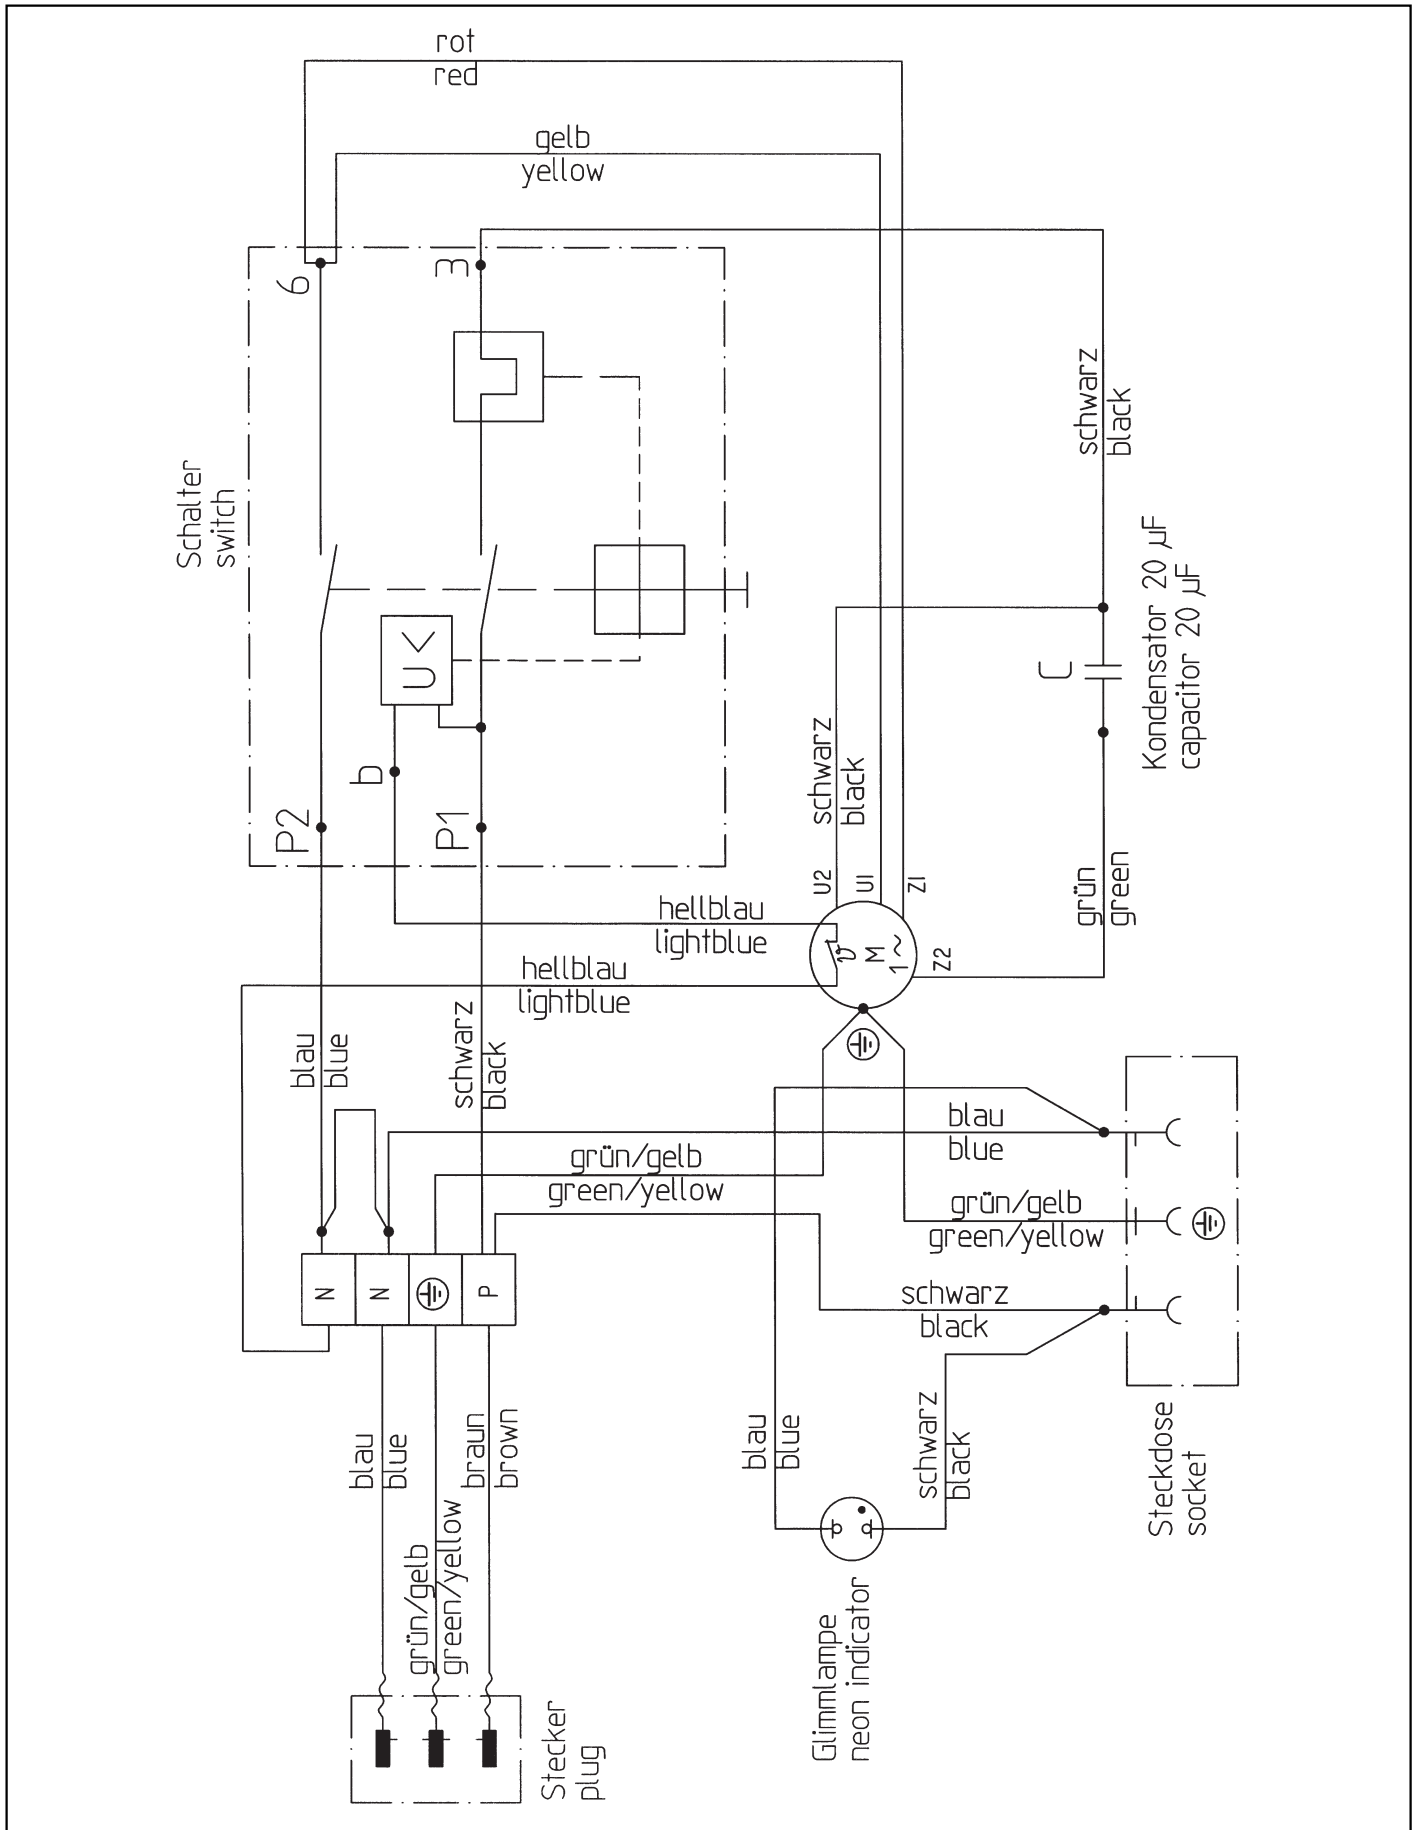 rot
red
gelb
yellow
6
3
Schalter
switch
schwarz
black
U<
b
P2
P1
Kondensator 20 µF
capacitor 20 µF
C
schwarz
black
U2
U1
Z1
Z2
grün
green
hellblau
lightblue
hellblau
lightblue
ϑ
M
1~
blau
blue
schwarz
black
blau
blue
grün/gelb
green/yellow
grün/gelb
green/yellow
N
N
P
schwarz
black
blau
blue
braun
brown
grün/gelb
green/yellow
blau
blue
schwarz
black
Steckdose
socket
Glimmlampe
neon indicator
Stecker
plug